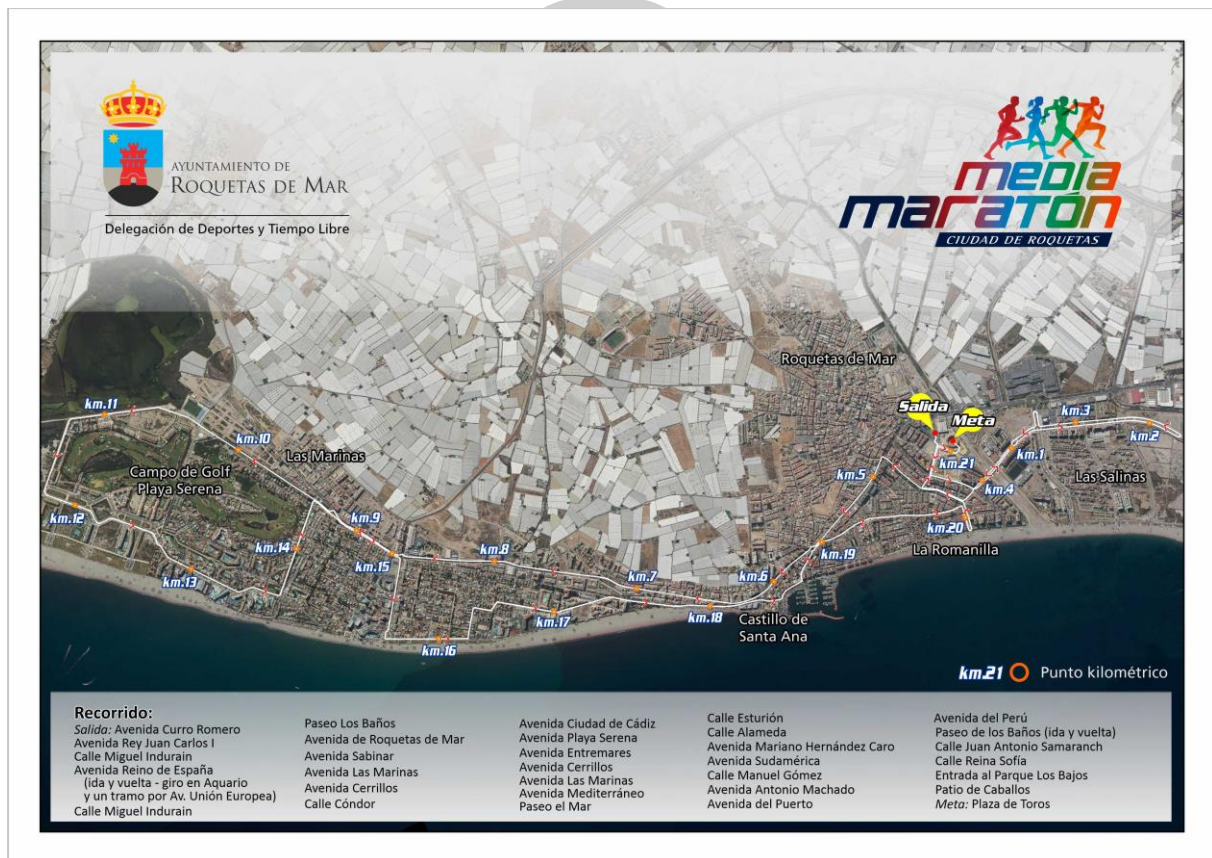 AYUNTAMIENTO DE
ROQUETAS DE MAR
Delegación de Deportes y Tiempo Libre
media
maratón
CIUDAD DE ROQUETAS
Roquetas de Mar
Salida
Meta
km.11
km.10
Las Marinas
Campo de Golf
Playa Serena
km.12
km.13
km.14
km.9
km.15
km.8
km.7
km.16
km.17
km.18
km.6
km.5
km.19
Castillo de
Santa Ana
km.21
km.4
km.20
La Romanilla
km.1
km.3
km.2
Las Salinas
km.21 Punto kilométrico
Recorrido:
Salida: Avenida Curro Romero
Avenida Rey Juan Carlos I
Calle Miguel Indurain
Avenida Reino de España
(ida y vuelta - giro en Aquario
y un tramo por Av. Unión Europea)
Calle Miguel Indurain
Paseo Los Baños
Avenida de Roquetas de Mar
Avenida Sabinar
Avenida Las Marinas
Avenida Cerrillos
Calle Cóndor
Avenida Ciudad de Cádiz
Avenida Playa Serena
Avenida Entremares
Avenida Cerrillos
Avenida Las Marinas
Avenida Mediterráneo
Paseo el Mar
Calle Esturión
Calle Alameda
Avenida Mariano Hernández Caro
Avenida Sudamérica
Calle Manuel Gómez
Avenida Antonio Machado
Avenida del Puerto
Avenida del Perú
Paseo de los Baños (ida y vuelta)
Calle Juan Antonio Samaranch
Calle Reina Sofía
Entrada al Parque Los Bajos
Patio de Caballos
Meta: Plaza de Toros